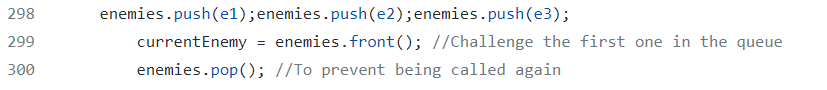 298 enemies.push(e1);enemies.push(e2);enemies.push(e3);
299 currentEnemy = enemies.front(); //Challenge the first one in the queue
300 enemies.pop(); //To prevent being called again